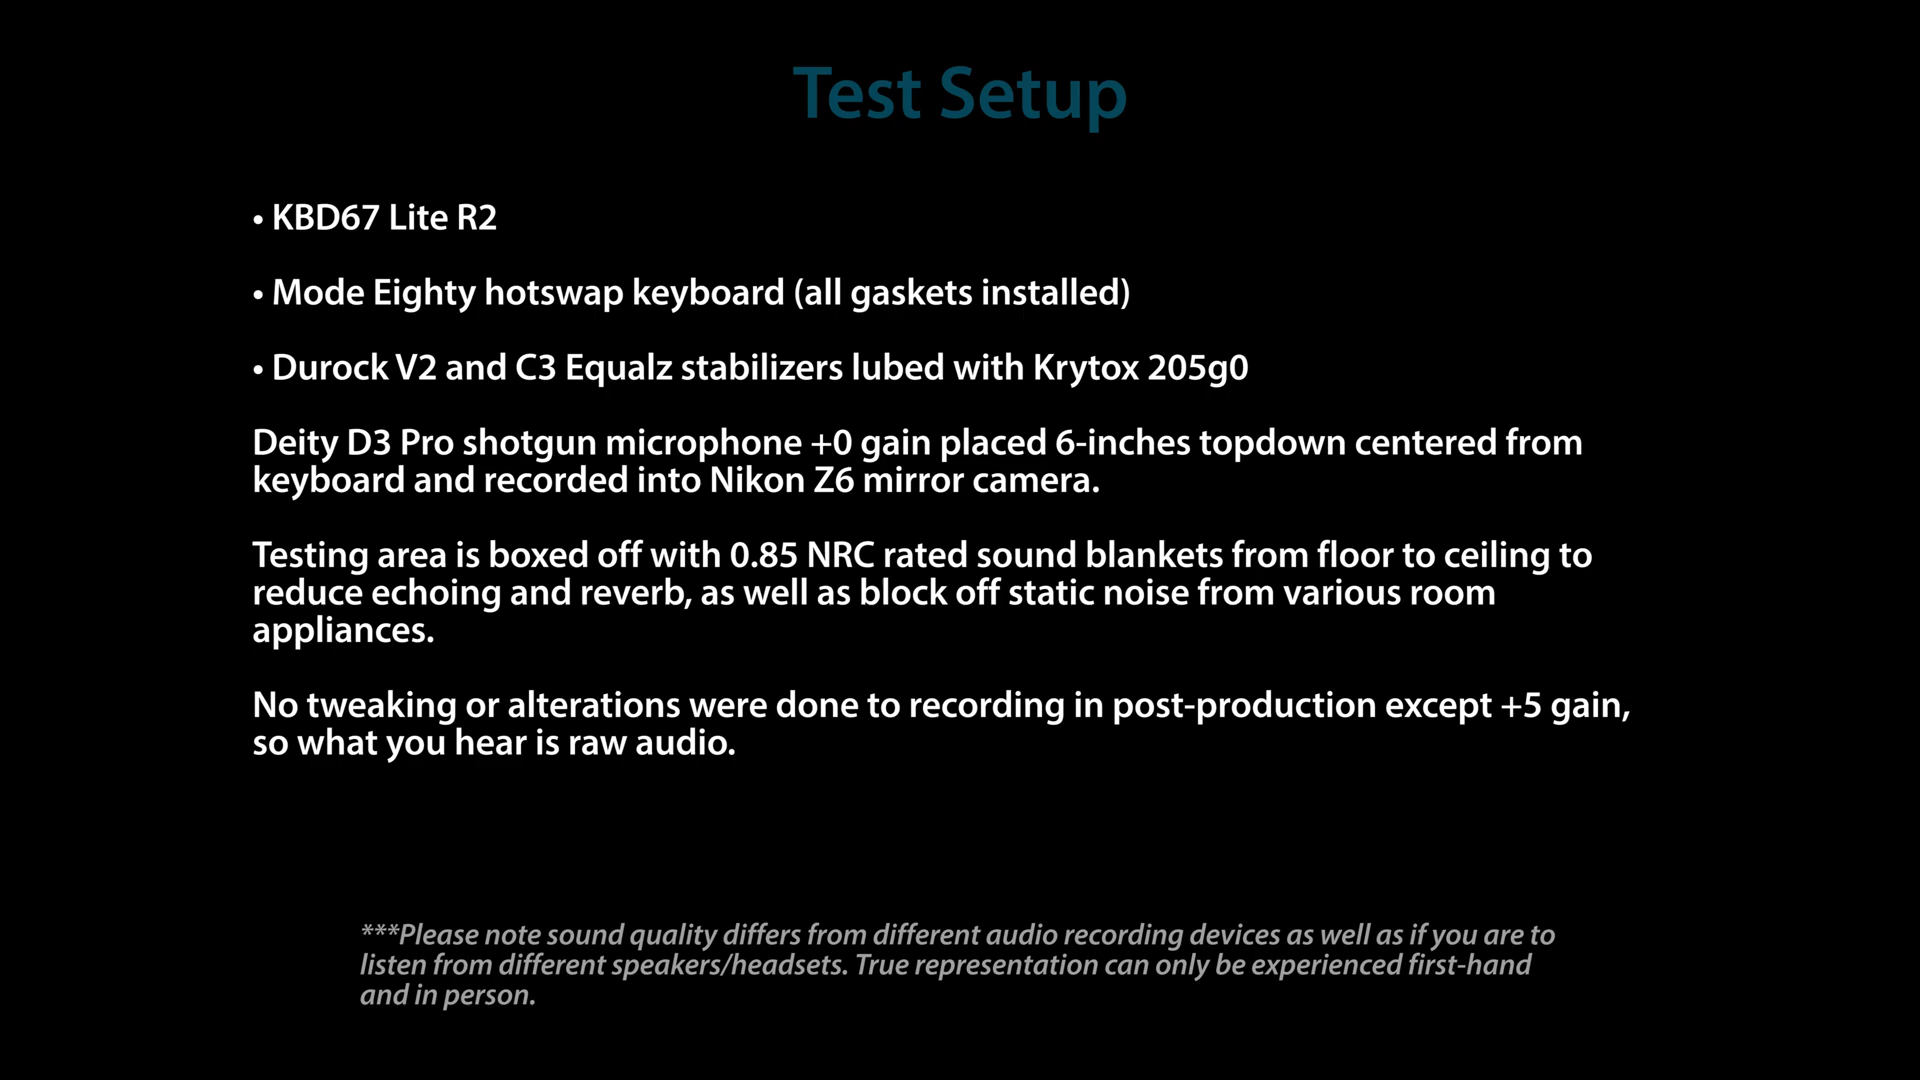 Test Setup
• KBD67 Lite R2
• Mode Eighty hotswap keyboard (all gaskets installed)
• Durock V2 and C3 Equalz stabilizers lubed with Krytox 205g0
Deity D3 Pro shotgun microphone +0 gain placed 6-inches topdown centered from
keyboard and recorded into Nikon Z6 mirror camera.
Testing area is boxed off with 0.85 NRC rated sound blankets from floor to ceiling to
reduce echoing and reverb, as well as block off static noise from various room
appliances.
No tweaking or alterations were done to recording in post-production except +5 gain,
so what you hear is raw audio.
***Please note sound quality differs from different audio recording devices as well as if you are to
listen from different speakers/headsets. True representation can only be experienced first-hand
and in person.